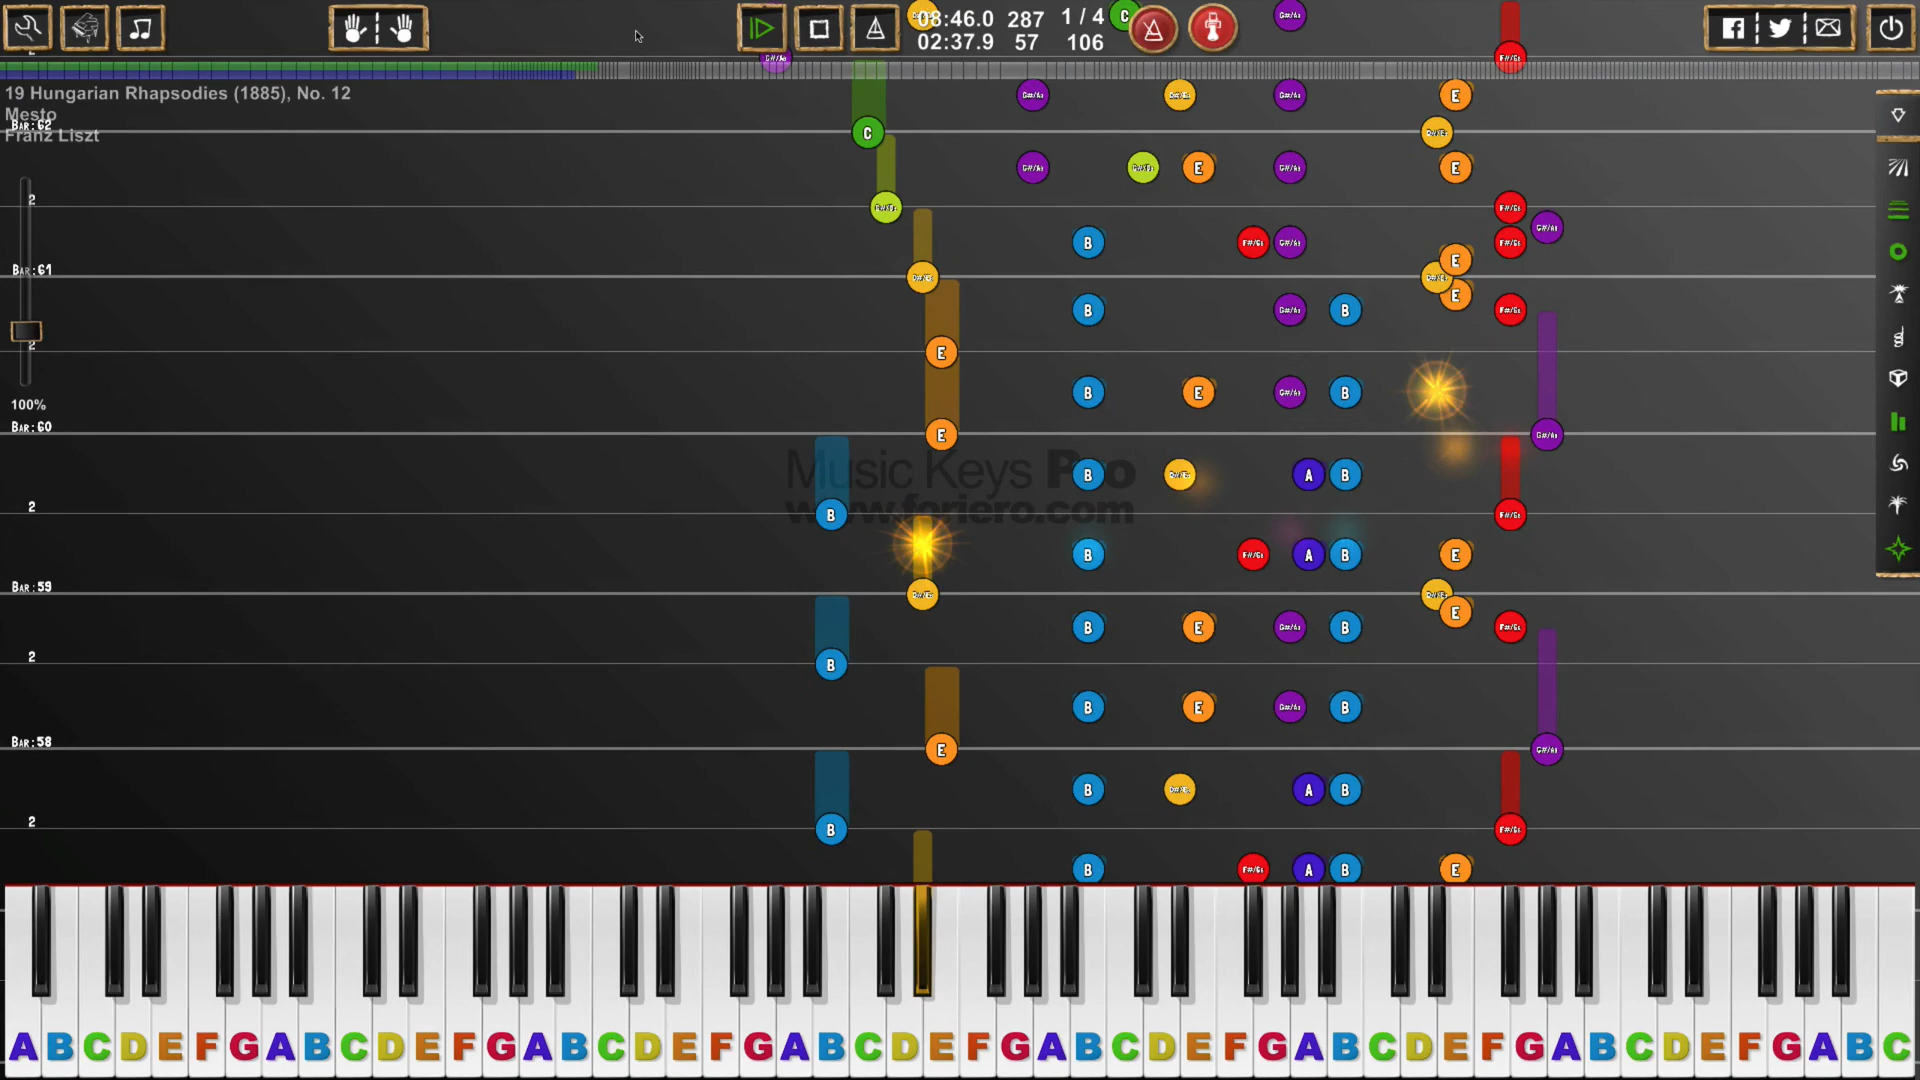 08:46.0 287 1 / 4
02:37.9 57 106
19 Hungarian Rhapsodies (1885), No. 12
Mesto
Franz Liszt
Bar:62
2
Bar:61
2
100%
Bar:60
2
Bar:59
2
Bar:58
2
Music Keys Pro
www.foriero.com
C
G#/A♭
G#/A♭
F#/G♭
G#/A♭ D#/E♭ G#/A♭ E
C D#/E♭
G#/A♭ C#/D♭ E G#/A♭ E
C#/D♭ F#/G♭
G#/A♭
B F#/G♭ G#/A♭ F#/G♭
E
D#/E♭ D#/E♭
E
B G#/A♭ B F#/G♭
E
B E G#/A♭ B
E G#/A♭
B D#/E♭ A B
B F#/G♭
B F#/G♭ A B E
D#/E♭ D#/E♭
E
B E G#/A♭ B F#/G♭
B
B E G#/A♭ B
E G#/A♭
B D#/E♭ A B
B F#/G♭
B F#/G♭ A B E
A B C D E F G A B C D E F G A B C D E F G A B C D E F G A B C D E F G A B C D E F G A B C D E F G A B C